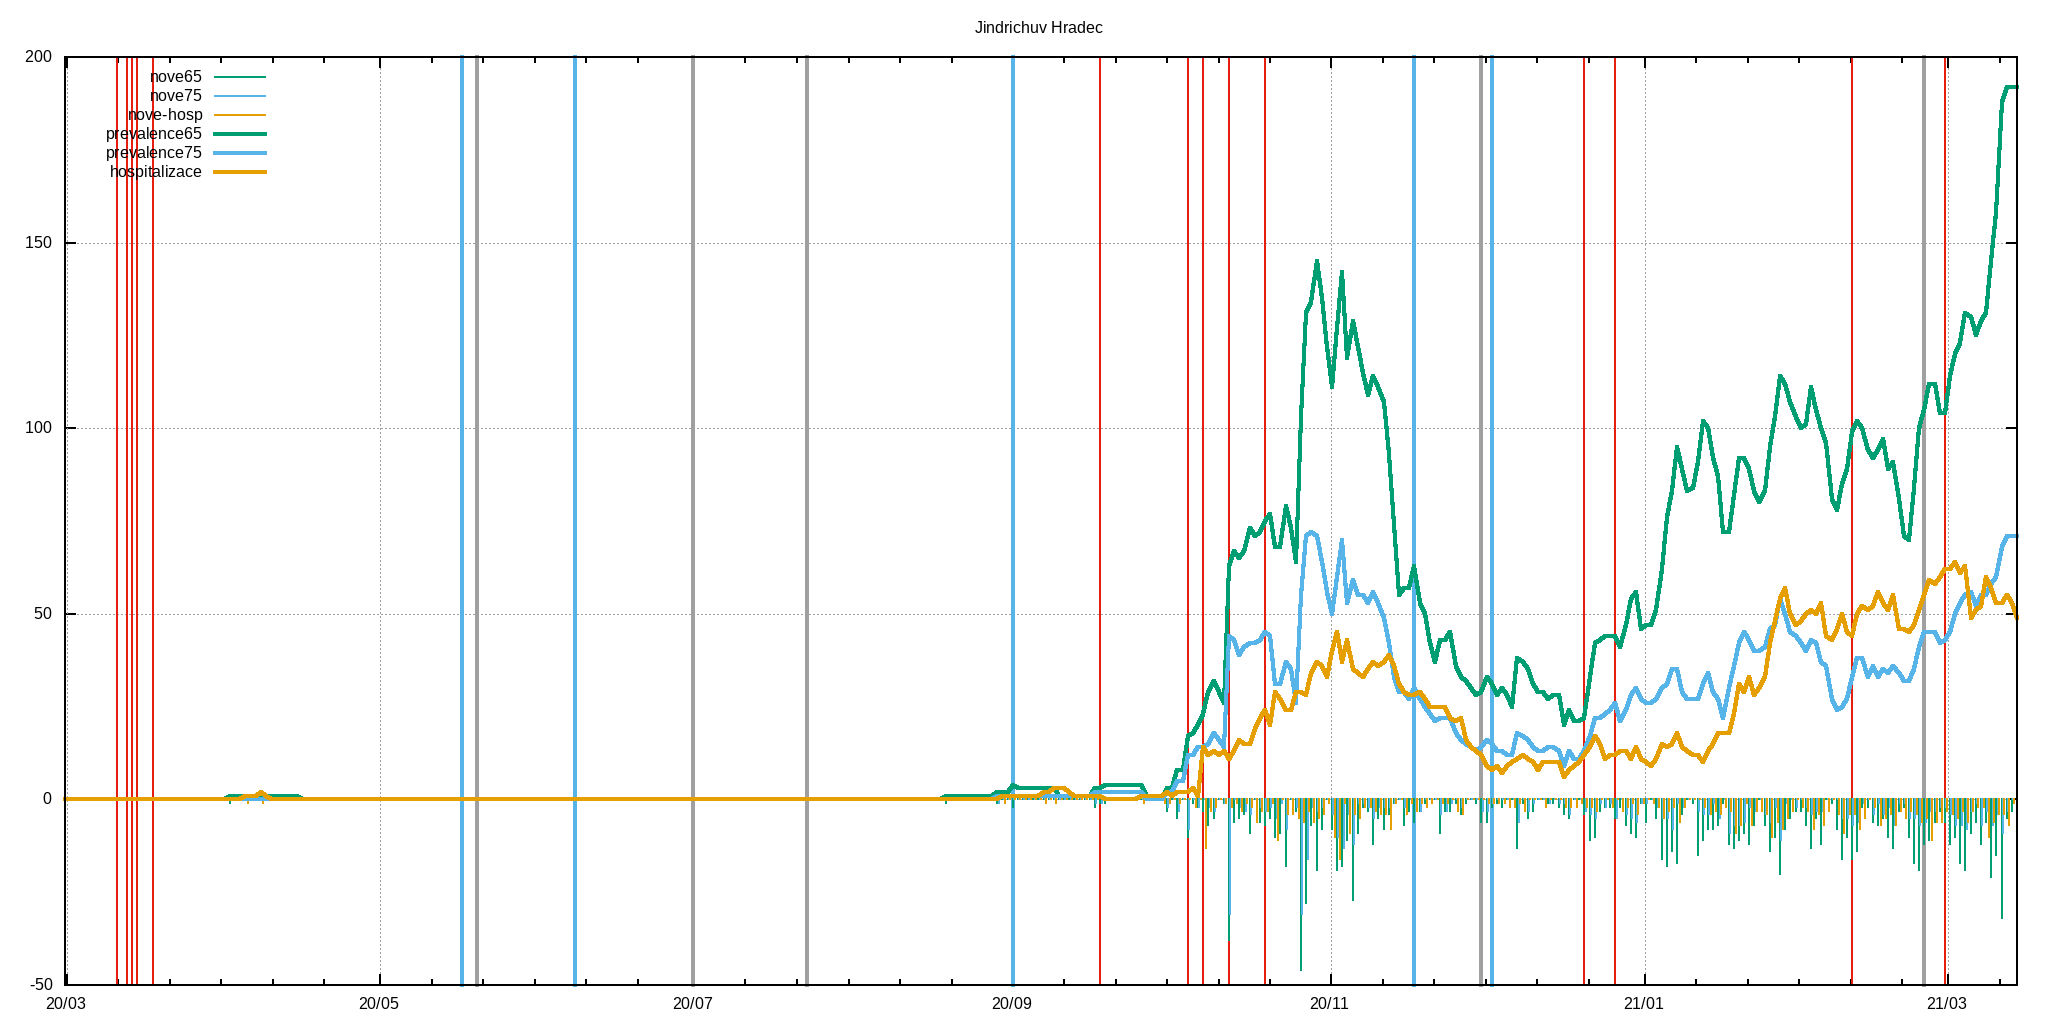 Jindrichuv Hradec
200
150
100
50
0
-50
nove65
nove75
nove-hosp
prevalence65
prevalence75
hospitalizace
20/03 20/05 20/07 20/09 20/11 21/01 21/03